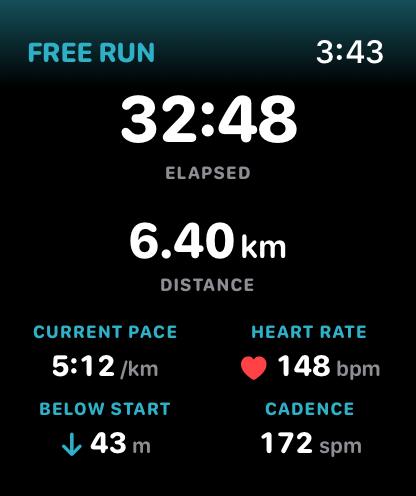 FREE RUN 3:43
32:48
ELAPSED
6.40 km
DISTANCE
CURRENT PACE HEART RATE
5:12 /km 148 bpm
BELOW START CADENCE
43 m 172 spm